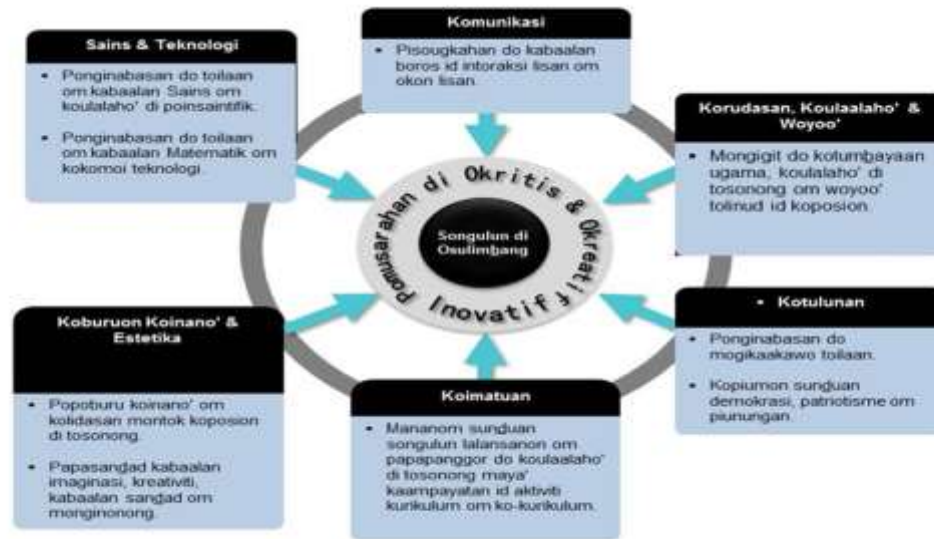 Komunikasi
• Pisougkahan do kabaalan
boros id intoraksi lisan om
okon lisan.
Sains & Teknologi
• Ponginabasan do toilaan
om kabaalan Sains om
koulalaho' di poinsaintifik.
• Ponginabasan do toilaan
om kabaalan Matematik om
kokomoi teknologi.
Korudasan, Koulaalaho' &
Woyoo'
• Mongigit do kotumbayaan
ugama, koulalaho' di
tosonong om woyoo'
tolinud id koposion.
Pomusarahan di Okritis & Okreatif
Inovatif
Songulun di
Osulimbang
Koburuon Koinano' &
Estetika
• Popoburu koinano' om
kolidasan montok koposion
di tosonong.
• Papasandad kabaalan
imaginasi, kreativiti,
kabaalan sangad om
monginonong.
Koimatuan
• Mananom sunduan
songulun lalansanon om
papapanggor do koulaalaho'
di tosonong maya'
kaampayatan id aktiviti
kurikulum om ko-kurikulum.
• Kotulunan
• Ponginabasan do
mogikaakawo toilaan.
• Kopiumon sunduan
demokrasi, patriotisme om
piunungan.